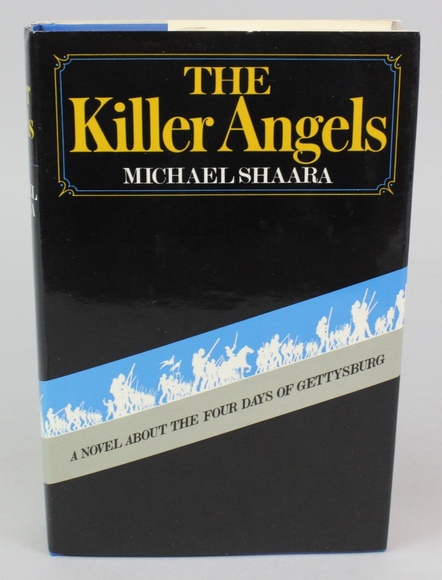 THE
Killer Angels
MICHAEL SHAARA
A NOVEL ABOUT THE FOUR DAYS OF GETTYSBURG